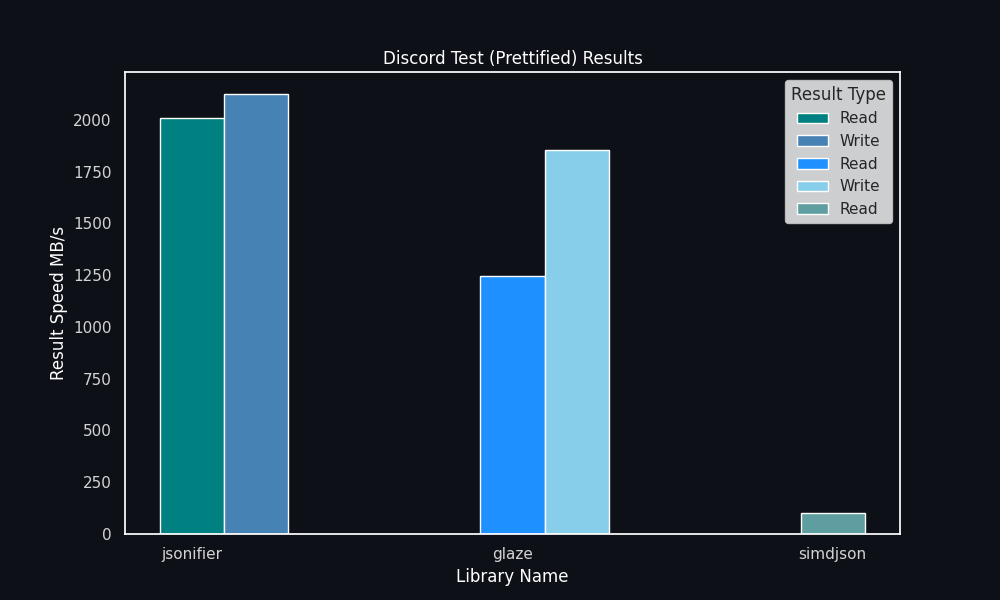 Discord Test (Prettified) Results
Result Type
Read
Write
Read
Write
Read
Result Speed MB/s
2000
1750
1500
1250
1000
750
500
250
0
jsonifier
glaze
simdjson
Library Name